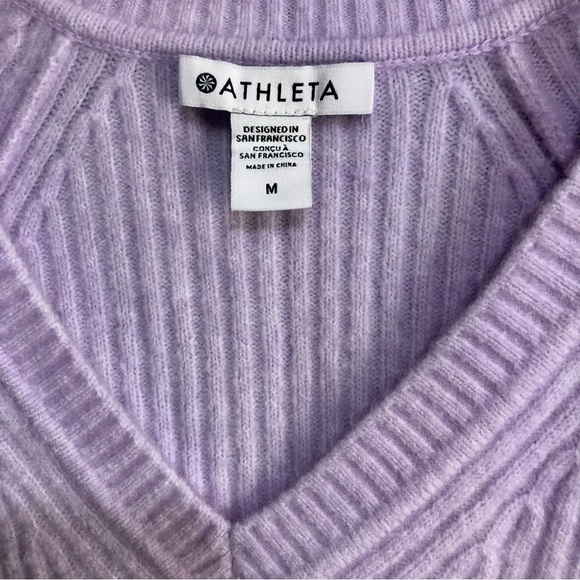 ATHLETA
DESIGNED IN
SAN FRANCISCO
CONÇU À
SAN FRANCISCO
MADE IN CHINA
M